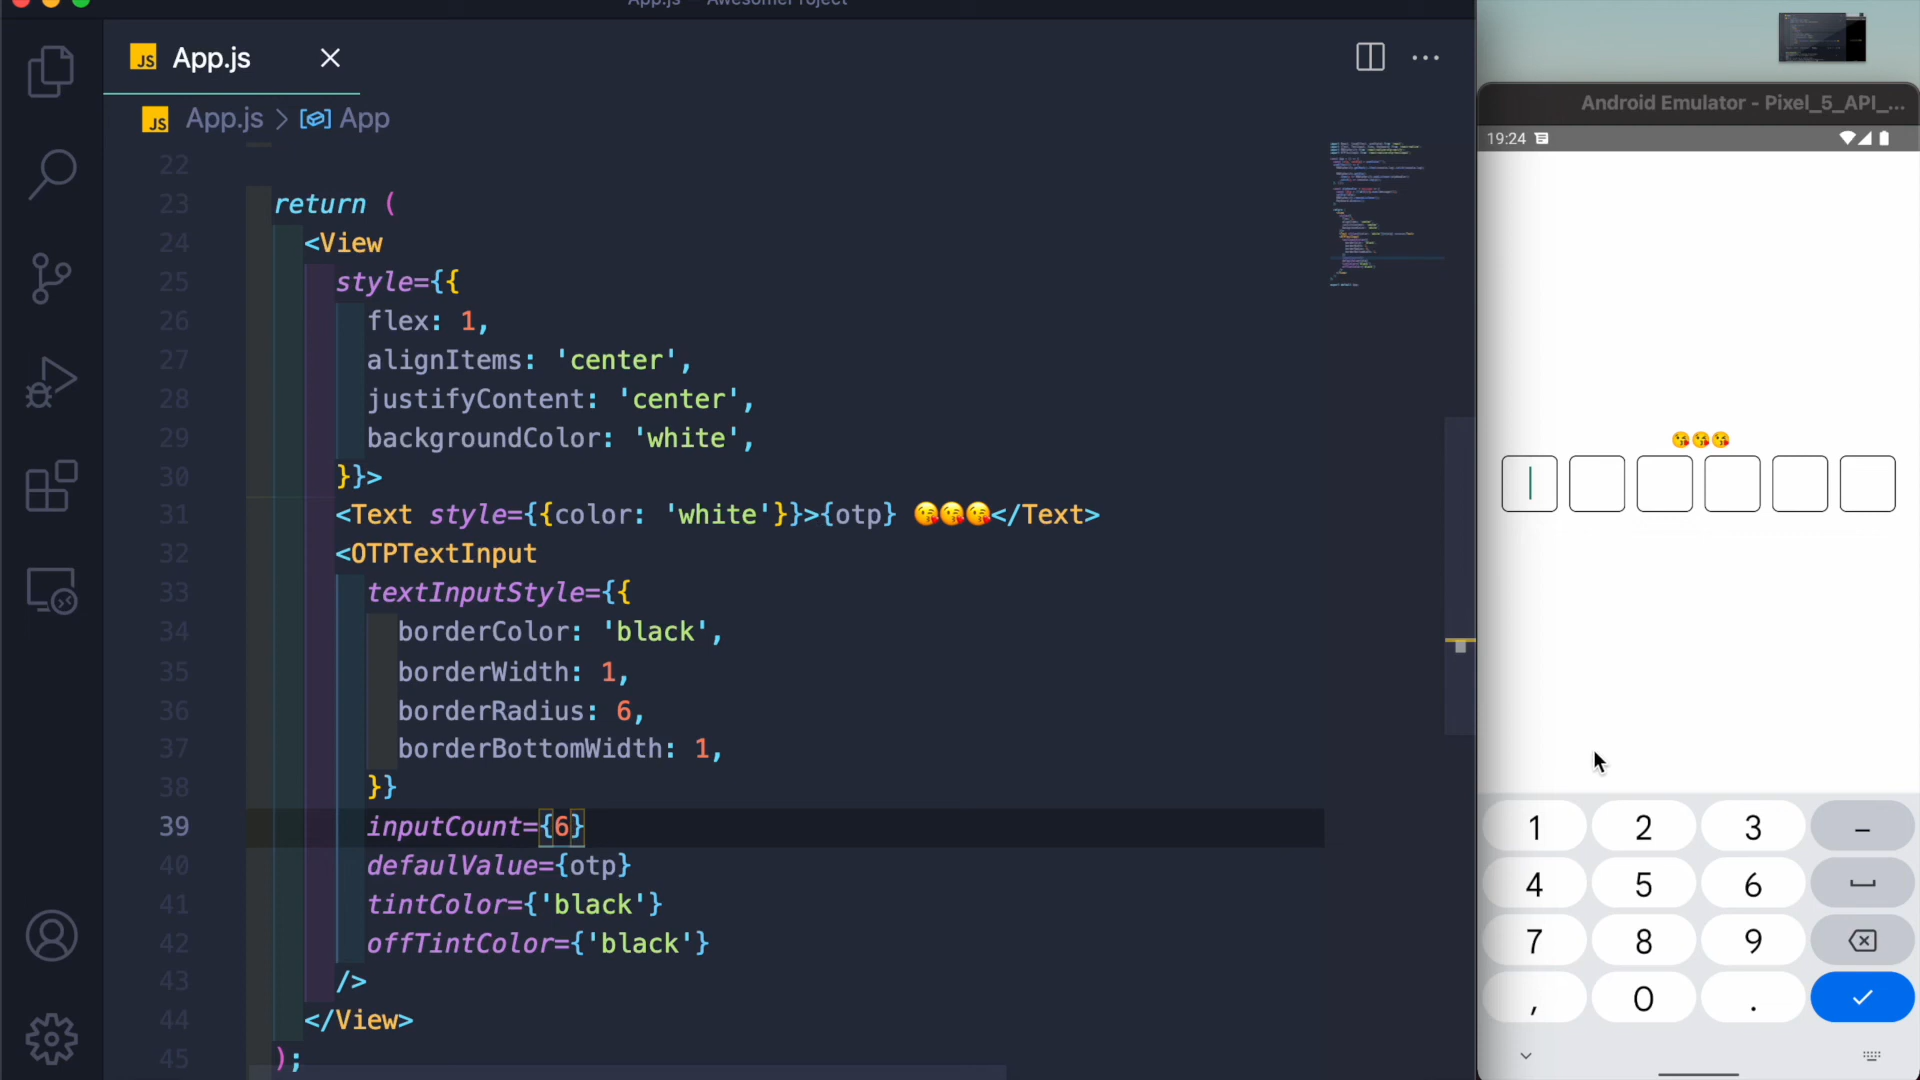 App.js — AwesomeProject
JS App.js
JS App.js > App
22
23 return (
24 <View
25 style={{
26 flex: 1,
27 alignItems: 'center',
28 justifyContent: 'center',
29 backgroundColor: 'white',
30 }}>
31 <Text style={{color: 'white'}}>{otp} 😘😘😘</Text>
32 <OTPTextInput
33 textInputStyle={{
34 borderColor: 'black',
35 borderWidth: 1,
36 borderRadius: 6,
37 borderBottomWidth: 1,
38 }}
39 inputCount={6}
40 defaulValue={otp}
41 tintColor={'black'}
42 offTintColor={'black'}
43 />
44 </View>
45 );
Android Emulator - Pixel_5_API_...
19:24
😘😘😘
1 2 3 –
4 5 6
7 8 9
, 0 .